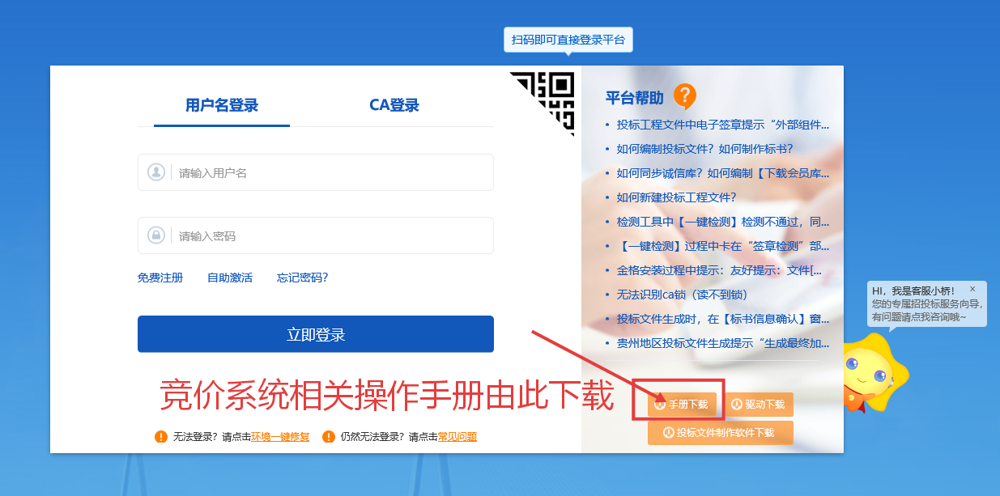 扫码即可直接登录平台
用户名登录
CA登录
请输入用户名
请输入密码
免费注册
自助激活
忘记密码?
立即登录
竞价系统相关操作手册由此下载
无法登录？请点击环境一键修复
仍然无法登录？请点击常见问题
平台帮助
?
• 投标工程文件中电子签章提示“外部组件...
• 如何编制投标文件？如何制作标书?
• 如何同步诚信库？如何编制【下载会员库...
• 如何新建投标工程文件?
• 检测工具中【一键检测】检测不通过，同...
• 【一键检测】过程中卡在“签章检测”部...
• 金格安装过程中提示：友好提示：文件[...
• 无法识别ca锁（读不到锁）
• 投标文件生成时，在【标书信息确认】窗...
• 贵州地区投标文件生成提示“生成最终加...
手册下载
驱动下载
投标文件制作软件下载
HI，我是客服小桥！
您的专属招投标服务向导，
有问题请点我咨询哦~